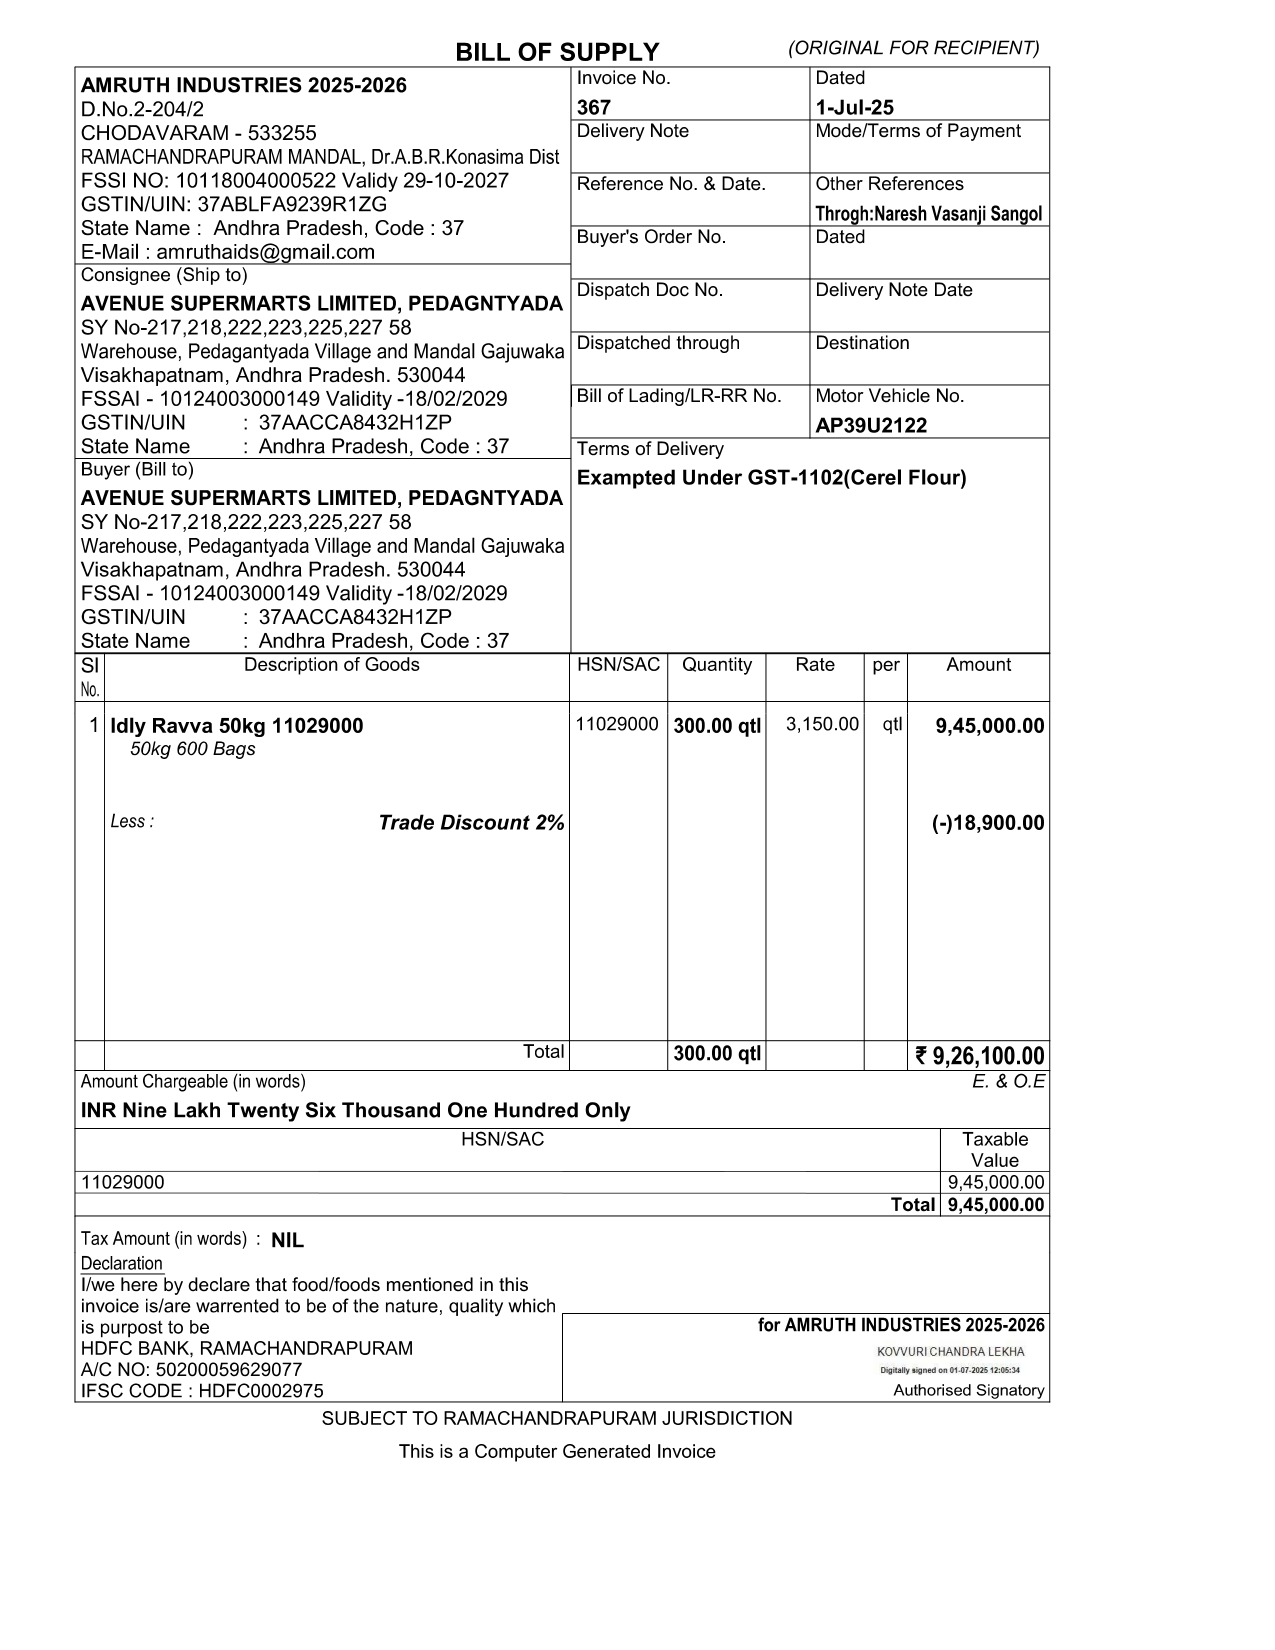 BILL OF SUPPLY
(ORIGINAL FOR RECIPIENT)
AMRUTH INDUSTRIES 2025-2026
D.No.2-204/2
CHODAVARAM - 533255
RAMACHANDRAPURAM MANDAL, Dr.A.B.R.Konasima Dist
FSSI NO: 10118004000522 Validy 29-10-2027
GSTIN/UIN: 37ABLFA9239R1ZG
State Name : Andhra Pradesh, Code : 37
E-Mail : amruthaids@gmail.com
Invoice No.
367
Dated
1-Jul-25
Delivery Note
Mode/Terms of Payment
Reference No. & Date.
Other References
Throgh:Naresh Vasanji Sangol
Buyer's Order No.
Dated
Dispatch Doc No.
Delivery Note Date
Dispatched through
Destination
Bill of Lading/LR-RR No.
Motor Vehicle No.
AP39U2122
Terms of Delivery
Exampted Under GST-1102(Cerel Flour)
Consignee (Ship to)
AVENUE SUPERMARTS LIMITED, PEDAGNTYADA
SY No-217,218,222,223,225,227 58
Warehouse, Pedagantyada Village and Mandal Gajuwaka
Visakhapatnam, Andhra Pradesh. 530044
FSSAI - 10124003000149 Validity -18/02/2029
GSTIN/UIN : 37AACCA8432H1ZP
State Name : Andhra Pradesh, Code : 37
Buyer (Bill to)
AVENUE SUPERMARTS LIMITED, PEDAGNTYADA
SY No-217,218,222,223,225,227 58
Warehouse, Pedagantyada Village and Mandal Gajuwaka
Visakhapatnam, Andhra Pradesh. 530044
FSSAI - 10124003000149 Validity -18/02/2029
GSTIN/UIN : 37AACCA8432H1ZP
State Name : Andhra Pradesh, Code : 37
SI No. Description of Goods HSN/SAC Quantity Rate per Amount
1 Idly Ravva 50kg 11029000 11029000 300.00 qtl 3,150.00 qtl 9,45,000.00
50kg 600 Bags
Less : Trade Discount 2% (-)18,900.00
Total 300.00 qtl ₹ 9,26,100.00
Amount Chargeable (in words) E. & O.E
INR Nine Lakh Twenty Six Thousand One Hundred Only
HSN/SAC Taxable Value
11029000 9,45,000.00
Total 9,45,000.00
Tax Amount (in words) : NIL
Declaration
I/we here by declare that food/foods mentioned in this
invoice is/are warrented to be of the nature, quality which
is purpost to be
HDFC BANK, RAMACHANDRAPURAM
A/C NO: 50200059629077
IFSC CODE : HDFC0002975
for AMRUTH INDUSTRIES 2025-2026
KOVVURI CHANDRA LEKHA
Digitally signed on 01-07-2025 12:05:34
Authorised Signatory
SUBJECT TO RAMACHANDRAPURAM JURISDICTION
This is a Computer Generated Invoice